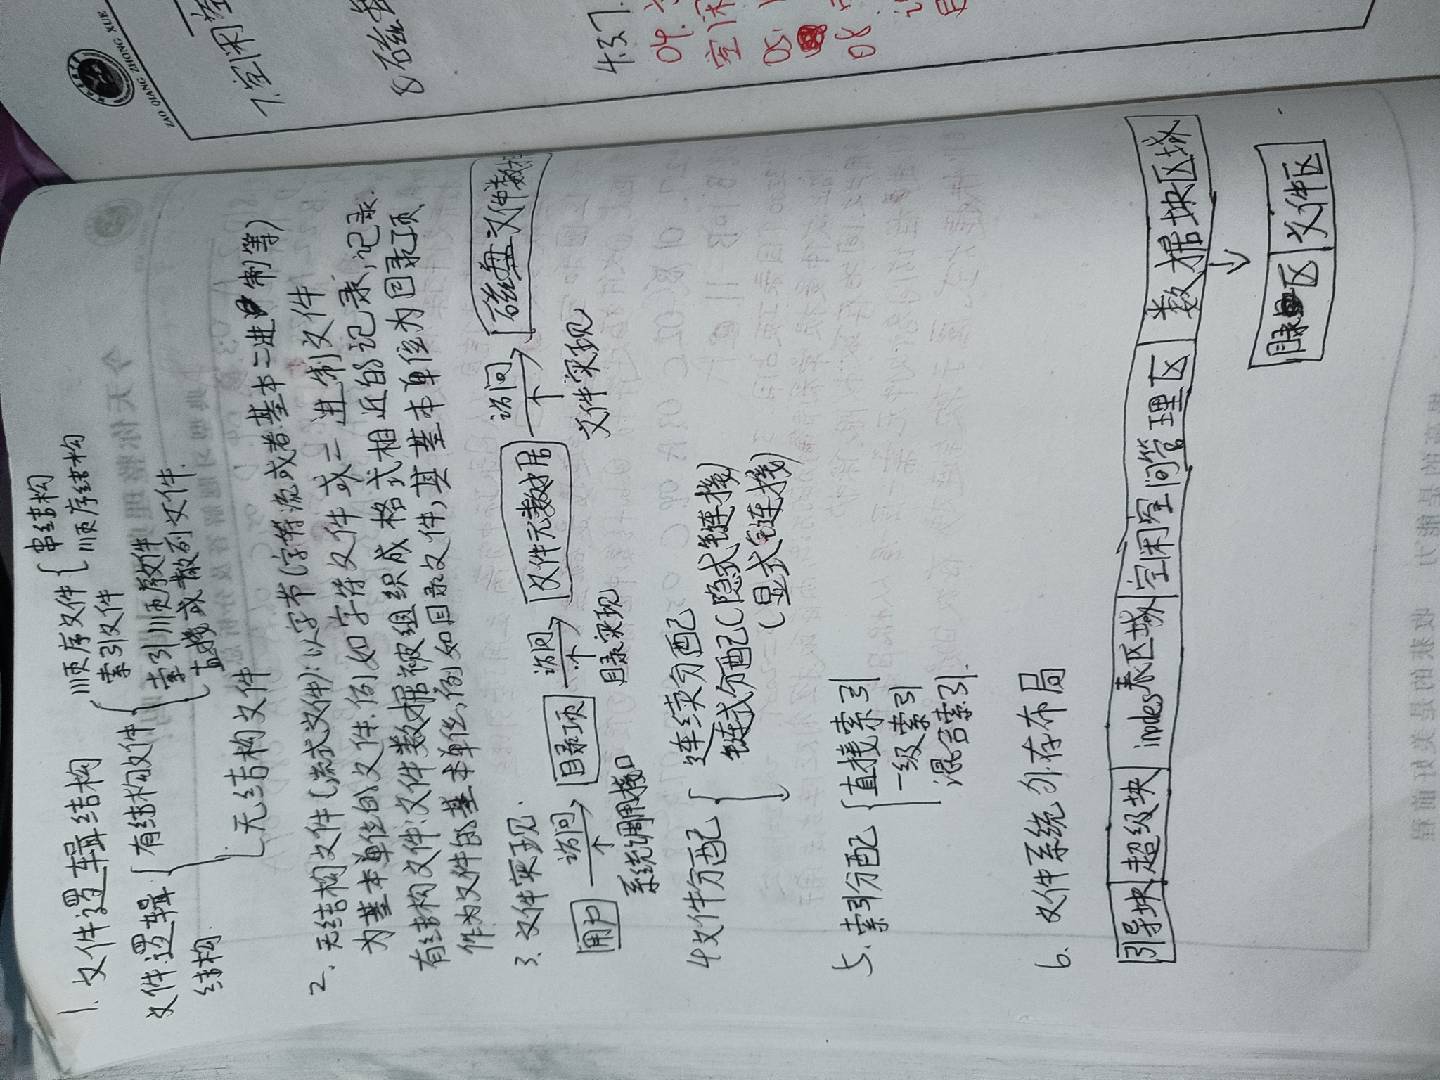 1. 文件逻辑结构
文件逻辑结构
有结构文件
顺序文件
串结构
顺序结构
索引文件
索引顺序文件
直接或散列文件.
无结构文件
2. 无结构文件(流式文件):以字节(字符流或者基本二进制等)
为基本单位的文件.例如字符文件或二进制文件
有结构文件:文件数据被组织成格式相近的记录,记录.
作为文件的基本单位,例如目录文件,其基本单位为目录项
3. 文件实现.
用户 访问 目录项 访问 文件元数据 访问 磁盘文件数据
系统调用接口 目录实现 文件实现
4 文件分配
连续分配
链式分配(隐式链接)
(显式链接)
5. 索引分配
直接索引
一级索引
混合索引.
6. 文件系统外存布局
引导块 超级块 inodes表区域 空闲空间管理区 数据块区域
目录区 文件区
ZAO QIANG ZHONG XUE
7.空闲空
8.磁盘
4.3 7.
04.
空闲
05.
08.